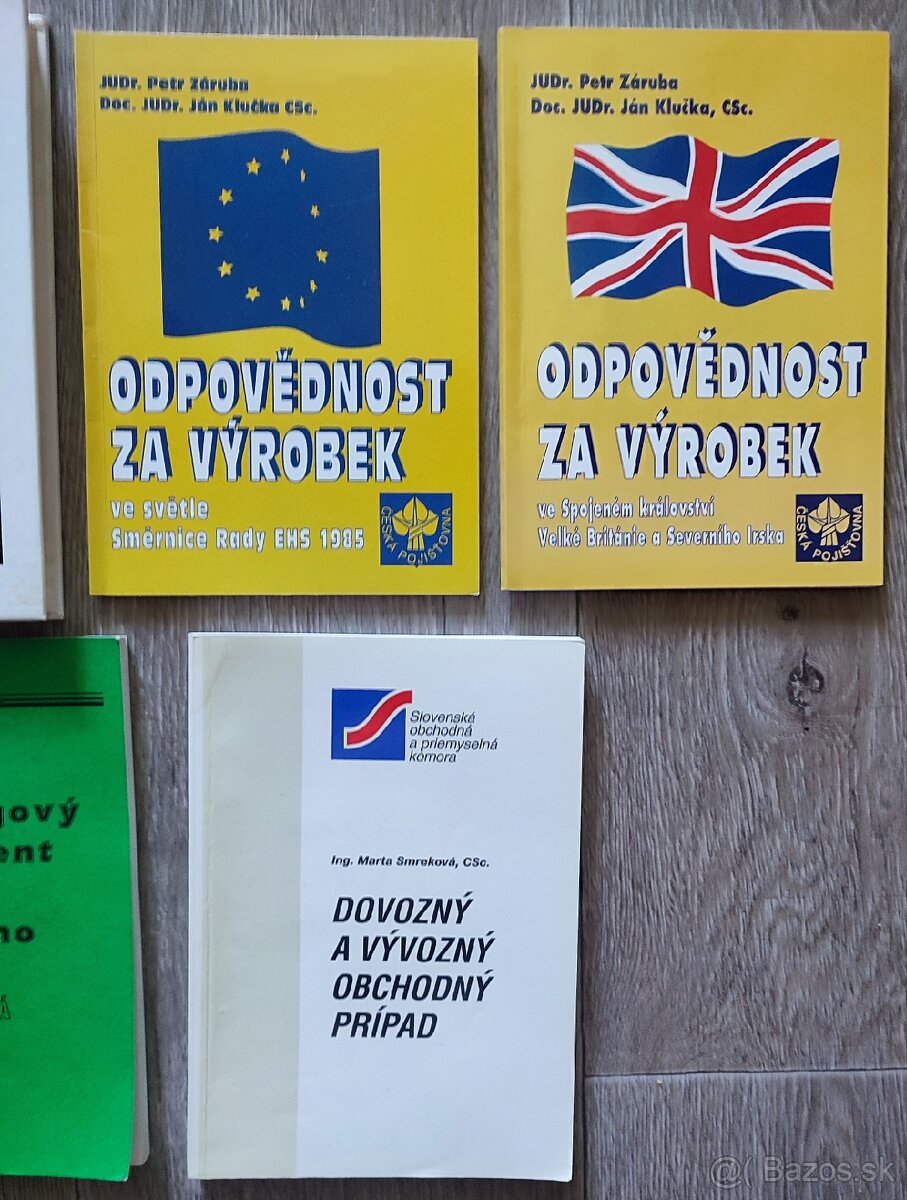 JUDr. Petr Záruba
Doc. JUDr. Ján Klučka CSc.
ODPOVĚDNOST
ZA VÝROBEK
ve světle
Směrnice Rady EHS 1985
ČESKÁ POJIŠŤOVNA
JUDr. Petr Záruba
Doc. JUDr. Ján Klučka, CSc.
ODPOVĚDNOST
ZA VÝROBEK
ve Spojeném království
Velké Británie a Severního Irska
ČESKÁ POJIŠŤOVNA
Slovenská
obchodná
a priemyselná
komora
Ing. Marta Smreková, CSc.
DOVOZNÝ
A VÝVOZNÝ
OBCHODNÝ
PRÍPAD
@ Bazos.sk